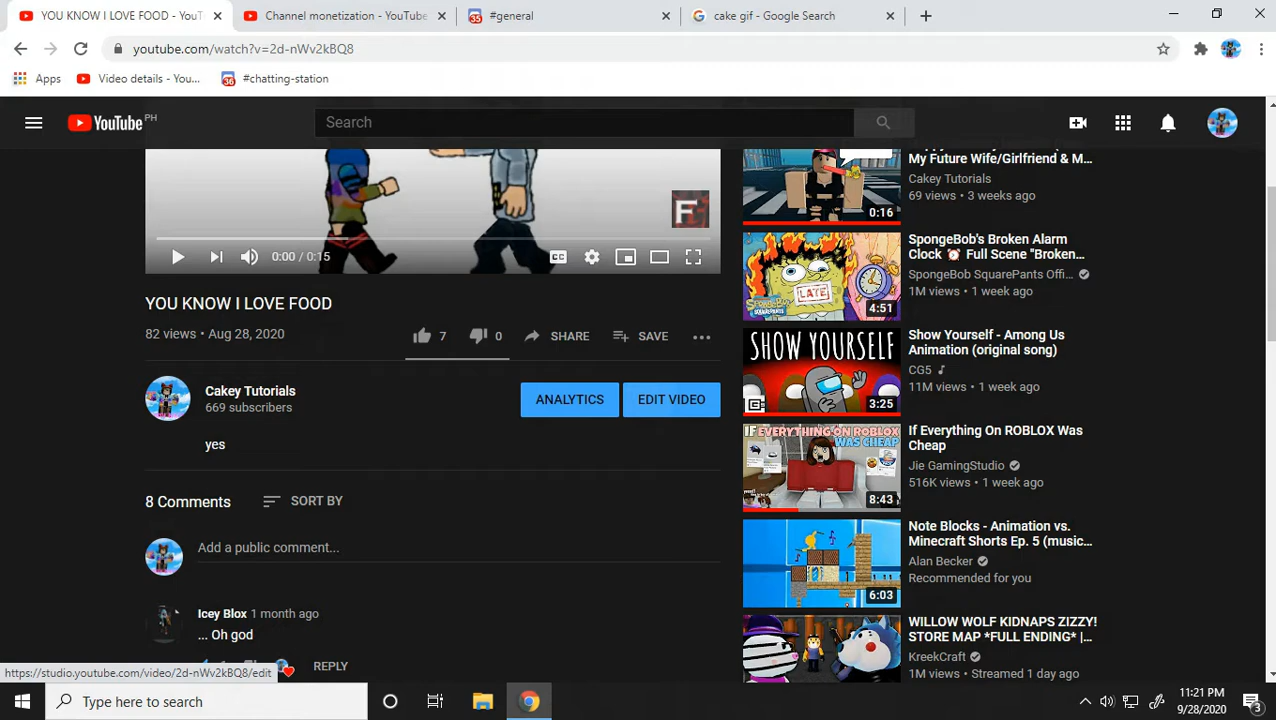 YOU KNOW I LOVE FOOD - YouT
Channel monetization - YouTube
35 #general
cake gif - Google Search
youtube.com/watch?v=2d-nWv2kBQ8
Apps
Video details - You...
36 #chatting-station
YouTube PH
Search
My Future Wife/Girlfriend & M...
Cakey Tutorials
69 views • 3 weeks ago
0:16
F
0:00 / 0:15
CC
SpongeBob's Broken Alarm
Clock ⏰ Full Scene "Broken...
SpongeBob SquarePants Offi...
1M views • 1 week ago
LATE
4:51
YOU KNOW I LOVE FOOD
82 views • Aug 28, 2020
7
0
SHARE
SAVE
Show Yourself - Among Us
Animation (original song)
CG5
11M views • 1 week ago
SHOW YOURSELF
3:25
Cakey Tutorials
669 subscribers
ANALYTICS
EDIT VIDEO
yes
If Everything On ROBLOX Was
Cheap
Jie GamingStudio
516K views • 1 week ago
IF EVERYTHING ON ROBLOX
WAS CHEAP
8:43
8 Comments
SORT BY
Add a public comment...
Note Blocks - Animation vs.
Minecraft Shorts Ep. 5 (music...
Alan Becker
Recommended for you
6:03
Icey Blox 1 month ago
... Oh god
REPLY
WILLOW WOLF KIDNAPS ZIZZY!
STORE MAP *FULL ENDING* |...
KreekCraft
1M views • Streamed 1 day ago
https://studio.youtube.com/video/2d-nWv2kBQ8/edit
Type here to search
11:21 PM
9/28/2020
3